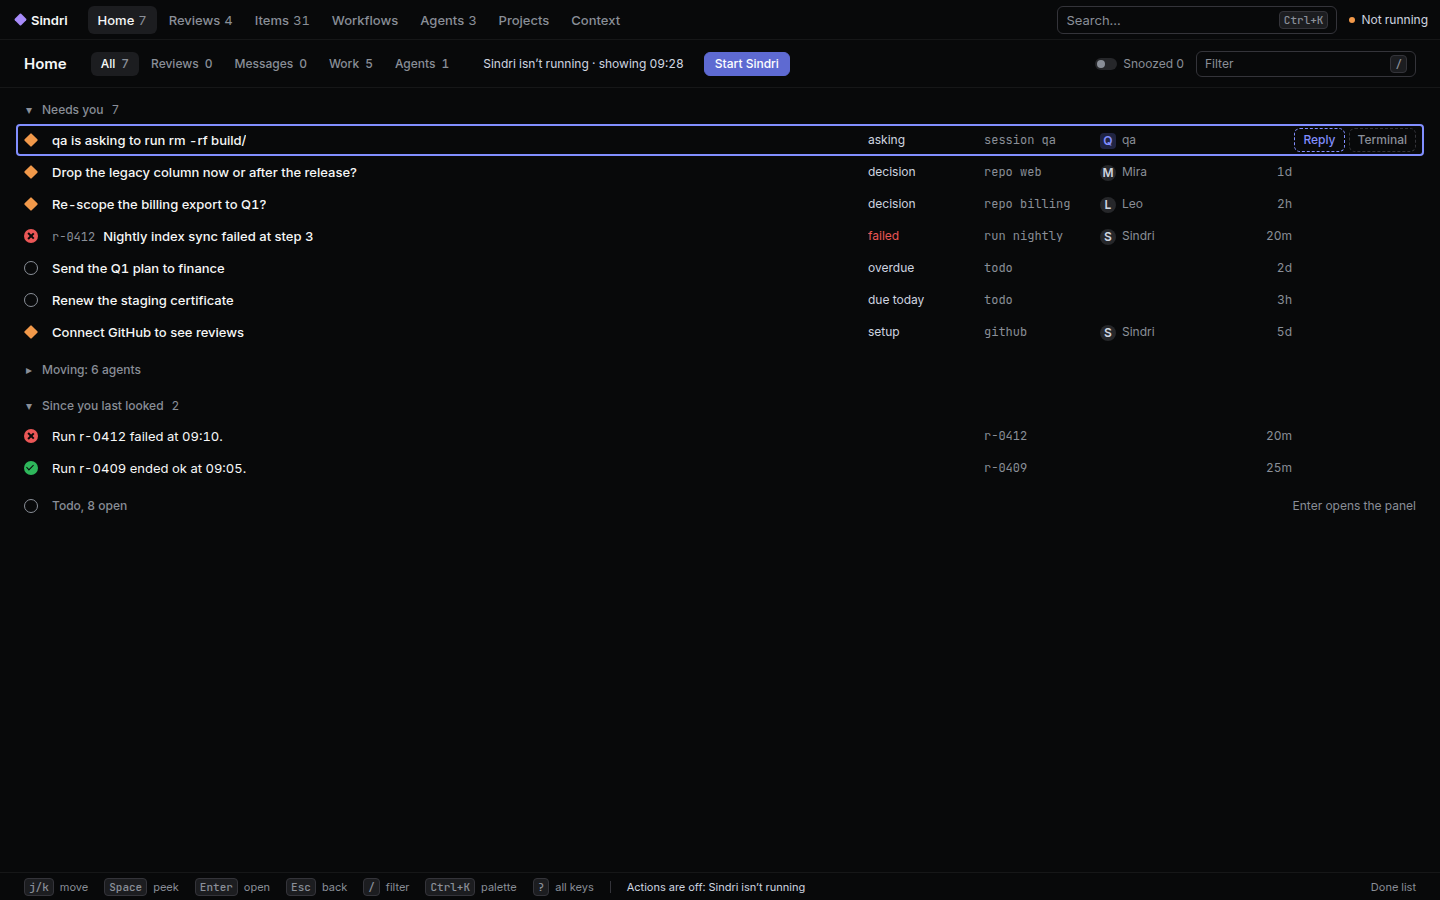 Sindri Home 7 Reviews 4 Items 31 Workflows Agents 3 Projects Context Search... Ctrl+K Not running
Home All 7 Reviews 0 Messages 0 Work 5 Agents 1 Sindri isn't running · showing 09:28 Start Sindri Snoozed 0 Filter /
Needs you 7
qa is asking to run rm -rf build/ asking session qa Q qa Reply Terminal
Drop the legacy column now or after the release? decision repo web M Mira 1d
Re-scope the billing export to Q1? decision repo billing L Leo 2h
r-0412 Nightly index sync failed at step 3 failed run nightly S Sindri 20m
Send the Q1 plan to finance overdue todo 2d
Renew the staging certificate due today todo 3h
Connect GitHub to see reviews setup github S Sindri 5d
Moving: 6 agents
Since you last looked 2
Run r-0412 failed at 09:10. r-0412 20m
Run r-0409 ended ok at 09:05. r-0409 25m
Todo, 8 open Enter opens the panel
j/k move Space peek Enter open Esc back / filter Ctrl+K palette ? all keys Actions are off: Sindri isn't running Done list